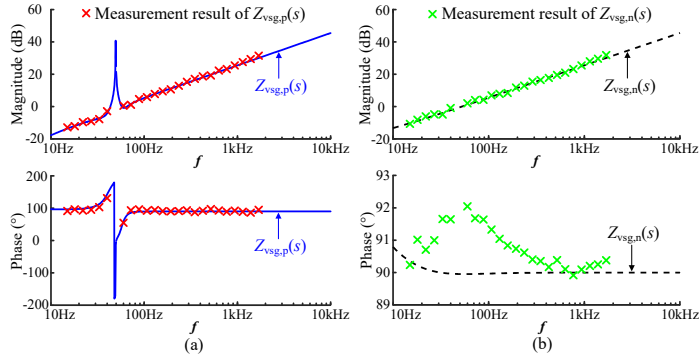 Measurement result of Zvsg,p(s)
Magnitude (dB)
60
40
20
0
-20
Zvsg,p(s)
10Hz 100Hz 1kHz 10kHz
f
Measurement result of Zvsg,n(s)
Magnitude (dB)
60
40
20
0
-20
Zvsg,n(s)
10Hz 100Hz 1kHz 10kHz
f
Phase (°)
200
100
0
-100
-200
Zvsg,p(s)
10Hz 100Hz 1kHz 10kHz
f
(a)
Phase (°)
93
92
91
90
89
Zvsg,n(s)
10Hz 100Hz 1kHz 10kHz
f
(b)